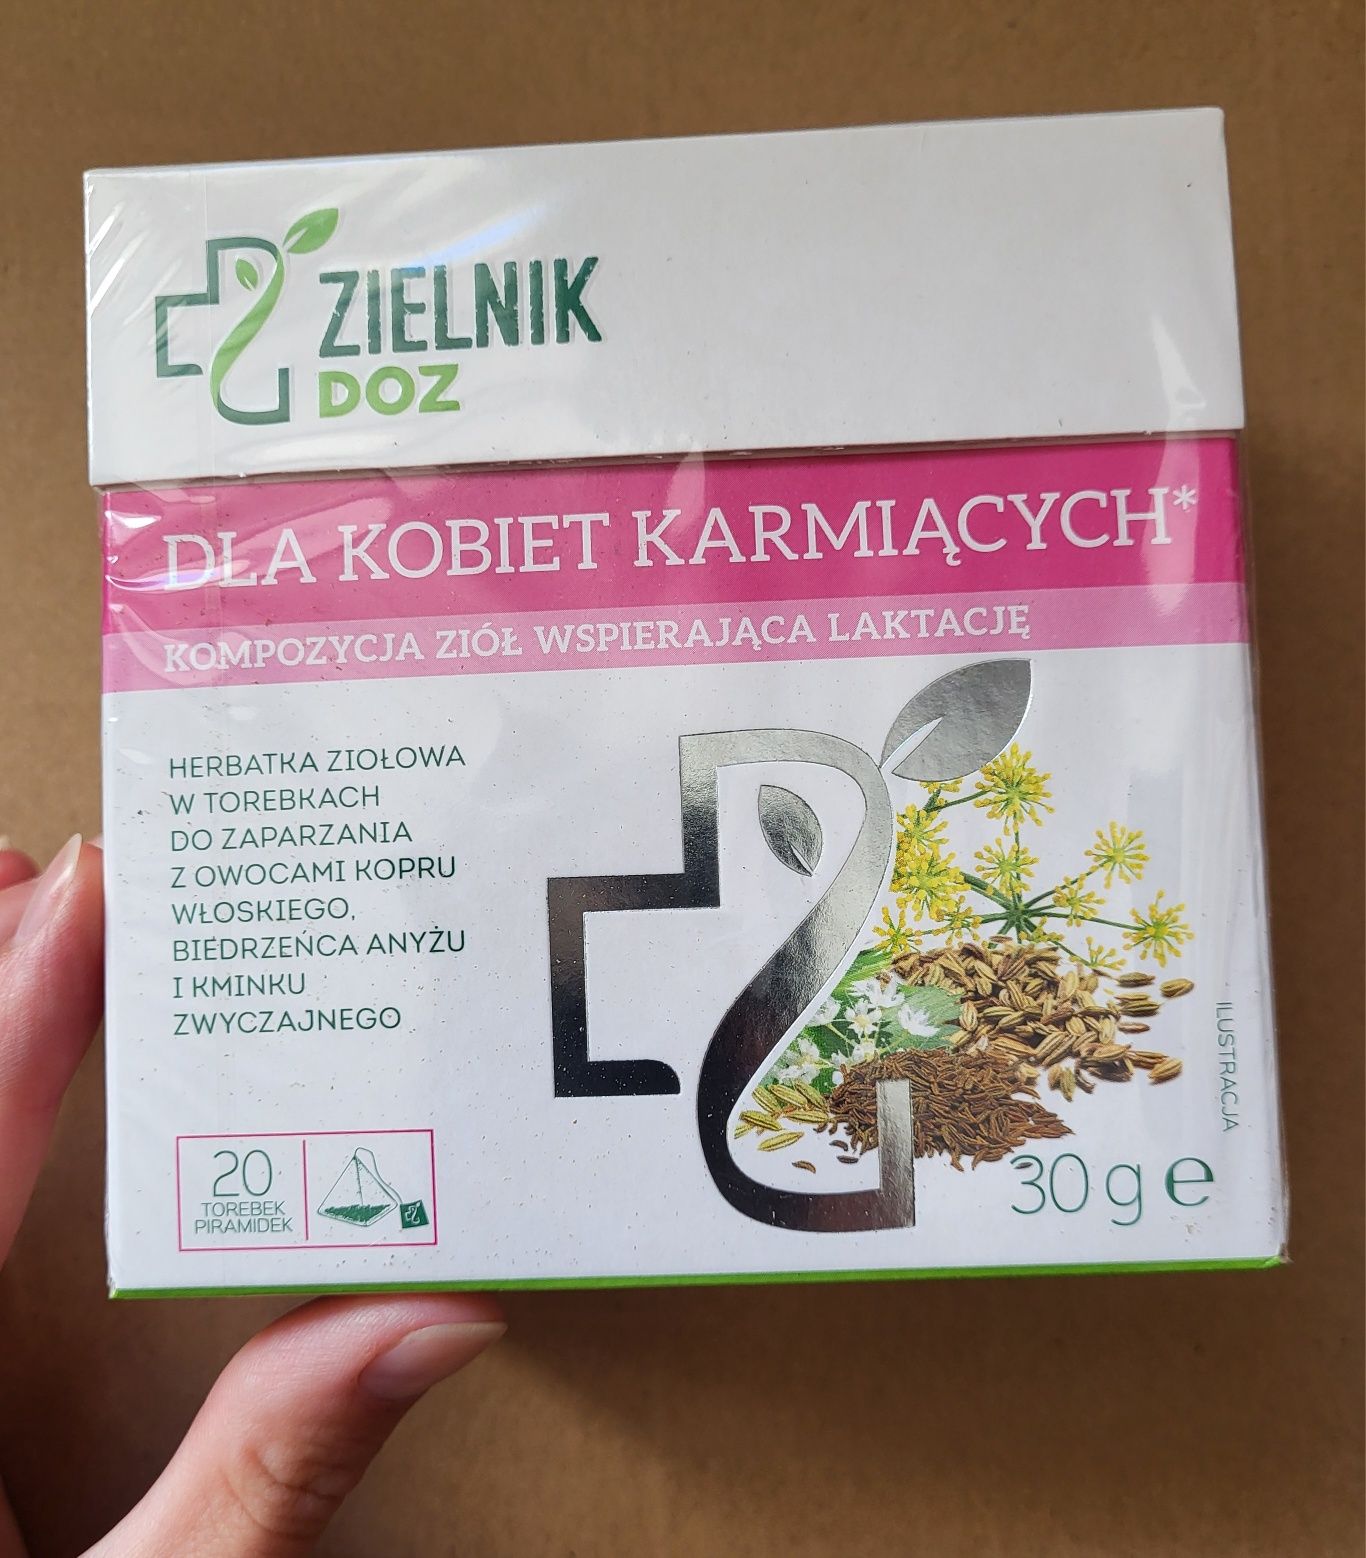 ZIELNIK
DOZ
DLA KOBIET KARMIĄCYCH*
KOMPOZYCJA ZIÓŁ WSPIERAJĄCA LAKTACJĘ
HERBATKA ZIOŁOWA
W TOREBKACH
DO ZAPARZANIA
Z OWOCAMI KOPRU
WŁOSKIEGO,
BIEDRZEŃCA ANYŻU
I KMINKU
ZWYCZAJNEGO
ILUSTRACJA
20
TOREBEK
PIRAMIDEK
30 g e